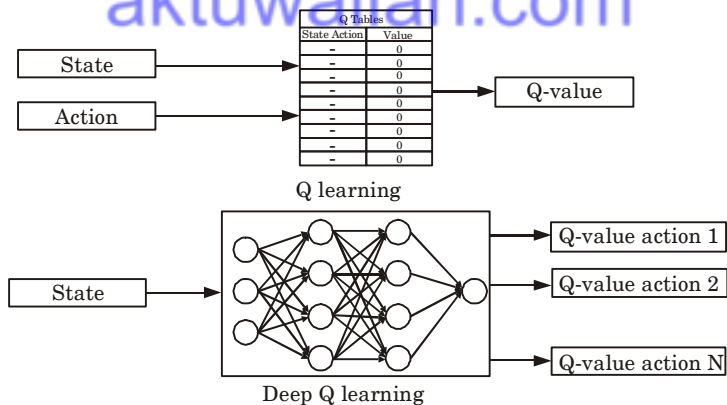 aktuwallah.com
Q Tables
State Action Value
- 0
- 0
- 0
- 0
- 0
- 0
- 0
- 0
- 0
State
Action
Q-value
Q learning
State
Q-value action 1
Q-value action 2
Q-value action N
Deep Q learning